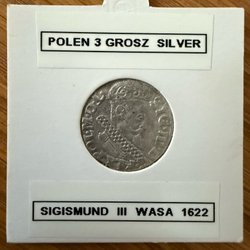 POLEN 3 GROSZ SILVER
SIGISMUND III WASA 1622